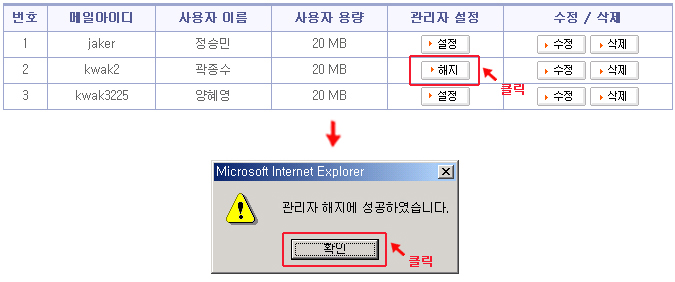 번호 메일아이디 사용자 이름 사용자 용량 관리자 설정 수정 / 삭제
1 jaker 정승민 20 MB 설정 수정 삭제
2 kwak2 곽종수 20 MB 해지 수정 삭제
클릭
3 kwak3225 양혜영 20 MB 설정 수정 삭제
Microsoft Internet Explorer
관리자 해지에 성공하였습니다.
확인
클릭